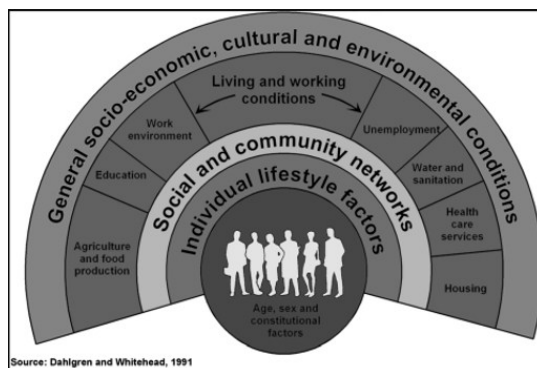 General socio-economic, cultural and environmental conditions
Living and working
conditions
Work
environment
Unemployment
Education
Water and
sanitation
Agriculture
and food
production
Health
care
services
Housing
Social and community networks
Individual lifestyle factors
Age, sex and
constitutional
factors
Source: Dahlgren and Whitehead, 1991